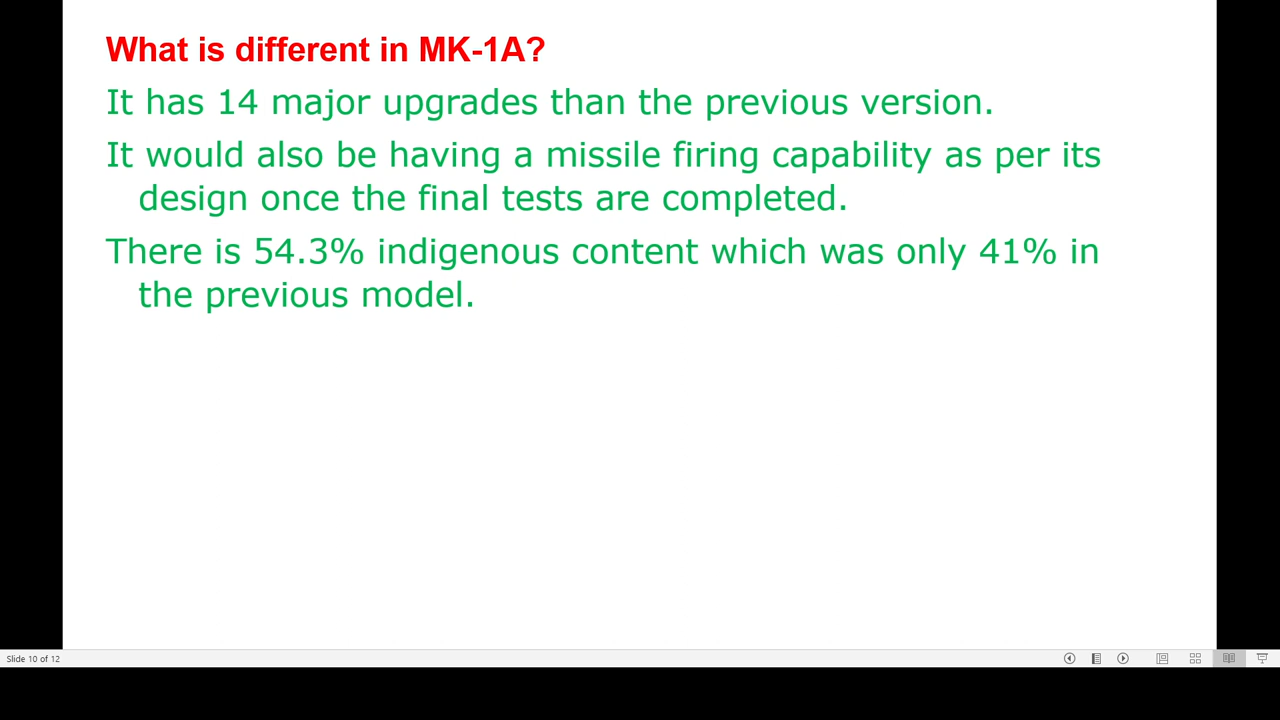 What is different in MK-1A?
It has 14 major upgrades than the previous version.
It would also be having a missile firing capability as per its
design once the final tests are completed.
There is 54.3% indigenous content which was only 41% in
the previous model.
Slide 10 of 12